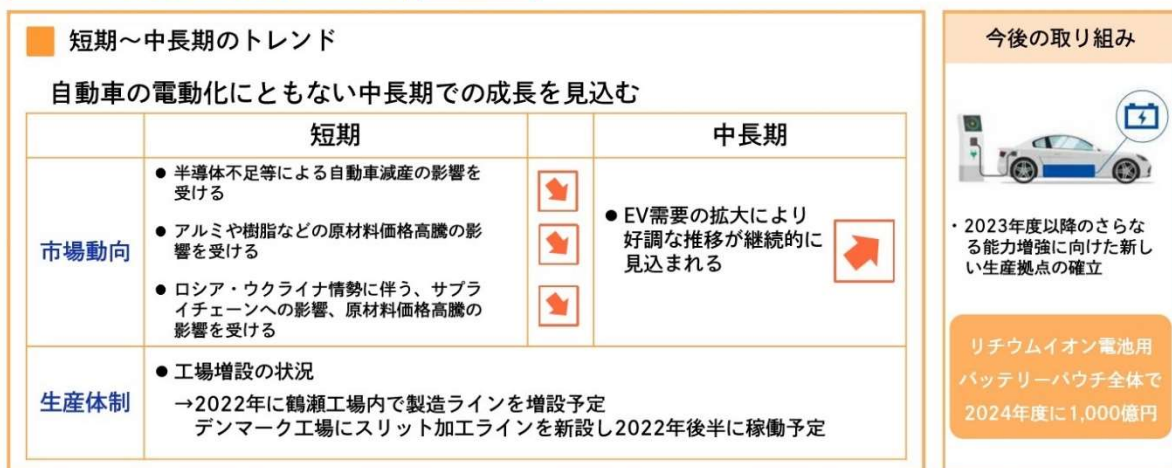 短期～中長期のトレンド
自動車の電動化にともない中長期での成長を見込む
短期
中長期
市場動向
● 半導体不足等による自動車減産の影響を
受ける
● アルミや樹脂などの原材料価格高騰の影
響を受ける
● ロシア・ウクライナ情勢に伴う、サプラ
イチェーンへの影響、原材料価格高騰の
影響を受ける
● EV需要の拡大により
好調な推移が継続的に
見込まれる
生産体制
● 工場増設の状況
→2022年に鶴瀬工場内で製造ラインを増設予定
デンマーク工場にスリット加工ラインを新設し2022年後半に稼働予定
今後の取り組み
・2023年度以降のさらな
る能力増強に向けた新し
い生産拠点の確立
リチウムイオン電池用
バッテリーパウチ全体で
2024年度に1,000億円